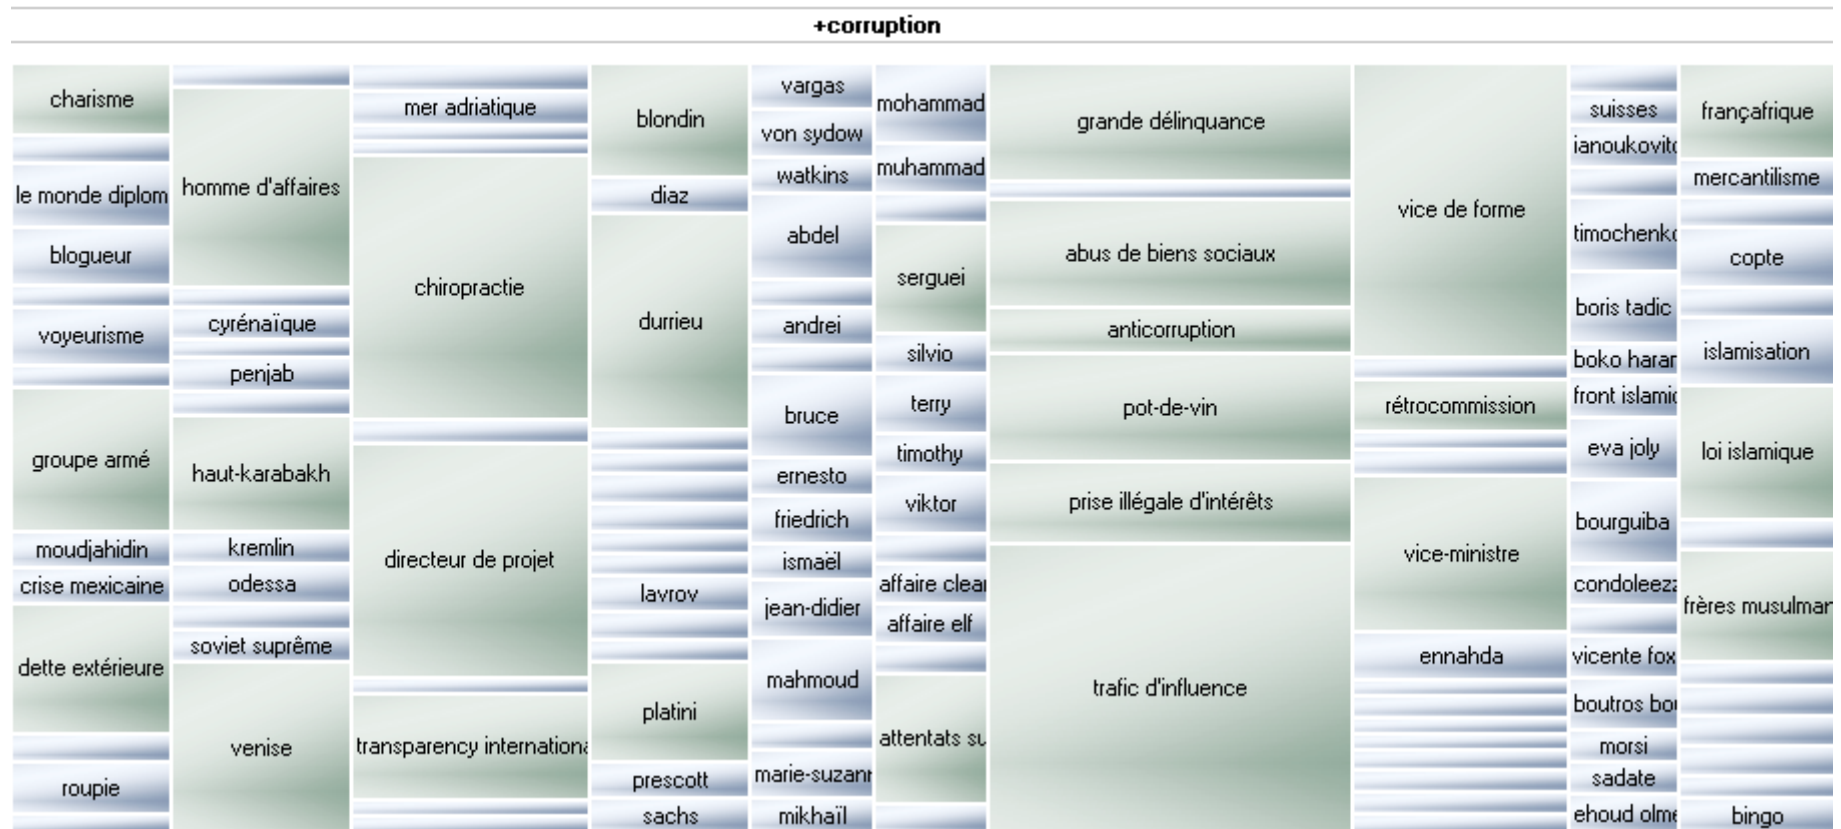 +corruption
charisme
le monde diplom
blogueur
voyeurisme
groupe armé
moudjahidin
crise mexicaine
dette extérieure
roupie
homme d'affaires
cyrénaïque
penjab
haut-karabakh
kremlin
odessa
soviet suprême
venise
mer adriatique
chiropractie
directeur de projet
transparency internationa
blondin
diaz
durrieu
lavrov
platini
prescott
sachs
vargas
von sydow
watkins
abdel
andrei
bruce
ernesto
friedrich
ismaël
jean-didier
mahmoud
marie-suzann
mikhaïl
mohammad
muhammad
serguei
silvio
terry
timothy
viktor
affaire clear
affaire elf
attentats su
grande délinquance
abus de biens sociaux
anticorruption
pot-de-vin
prise illégale d'intérêts
trafic d'influence
vice de forme
rétrocommission
vice-ministre
ennahda
suisses
ianoukovitc
timochenko
boris tadic
boko haram
front islamic
eva joly
bourguiba
condoleezz
vicente fox
boutros bou
morsi
sadate
ehoud olme
françafrique
mercantilisme
copte
islamisation
loi islamique
frères musulman
bingo